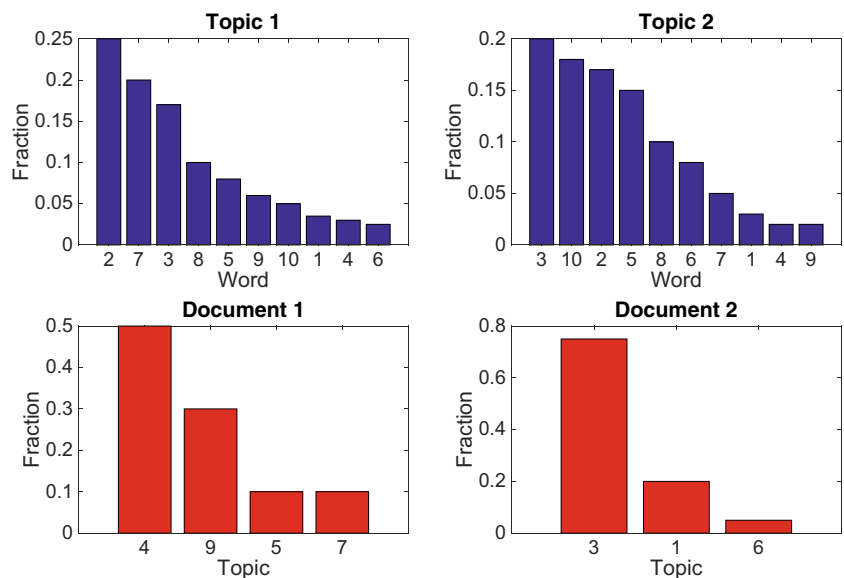 Topic 1
Fraction
0.25
0.2
0.15
0.1
0.05
0
2 7 3 8 5 9 10 1 4 6
Word
Topic 2
Fraction
0.2
0.15
0.1
0.05
0
3 10 2 5 8 6 7 1 4 9
Word
Document 1
Fraction
0.5
0.4
0.3
0.2
0.1
0
4 9 5 7
Topic
Document 2
Fraction
0.8
0.6
0.4
0.2
0
3 1 6
Topic